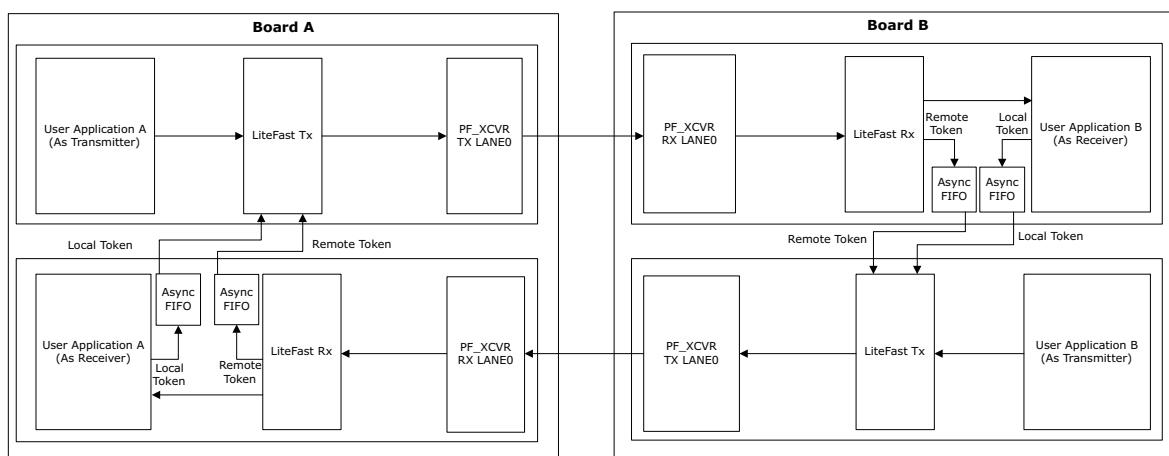 Board A
User Application A
(As Transmitter)
LiteFast Tx
PF_XCVR
TX LANE0
Local Token
Remote Token
User Application A
(As Receiver)
Async
FIFO
Async
FIFO
Local
Token
Remote
Token
LiteFast Rx
PF_XCVR
RX LANE0
Board B
PF_XCVR
RX LANE0
LiteFast Rx
Remote
Token
Local
Token
Async
FIFO
Async
FIFO
User Application B
(As Receiver)
Remote Token
Local Token
PF_XCVR
TX LANE0
LiteFast Tx
User Application B
(As Transmitter)